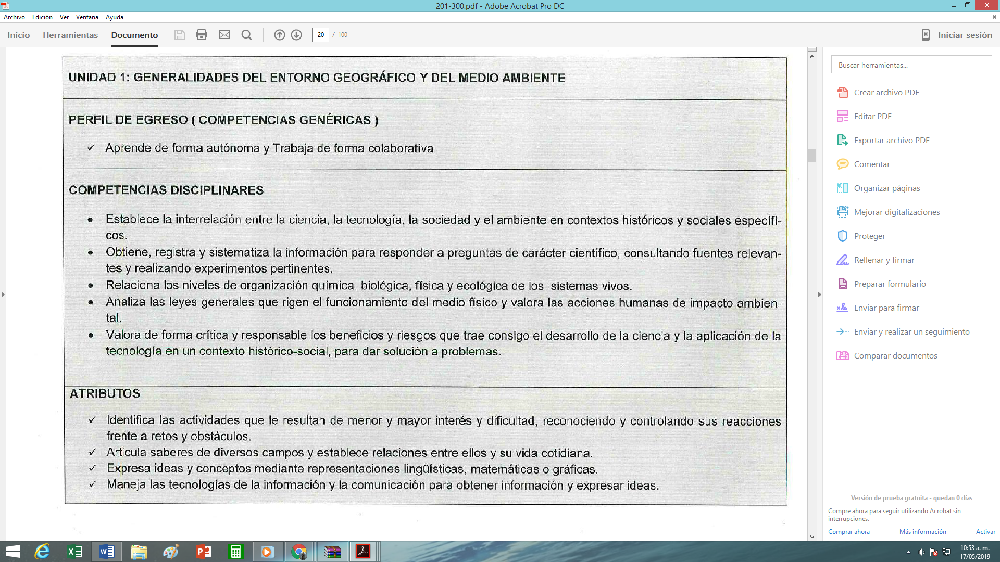 201-300.pdf - Adobe Acrobat Pro DC
Archivo Edición Ver Ventana Ayuda
Inicio Herramientas Documento 20 / 100 Iniciar sesión
UNIDAD 1: GENERALIDADES DEL ENTORNO GEOGRÁFICO Y DEL MEDIO AMBIENTE
PERFIL DE EGRESO ( COMPETENCIAS GENÉRICAS )
✓ Aprende de forma autónoma y Trabaja de forma colaborativa
COMPETENCIAS DISCIPLINARES
• Establece la interrelación entre la ciencia, la tecnología, la sociedad y el ambiente en contextos históricos y sociales específi-
cos.
• Obtiene, registra y sistematiza la información para responder a preguntas de carácter científico, consultando fuentes relevan-
tes y realizando experimentos pertinentes.
• Relaciona los niveles de organización química, biológica, física y ecológica de los sistemas vivos.
• Analiza las leyes generales que rigen el funcionamiento del medio físico y valora las acciones humanas de impacto ambien-
tal.
• Valora de forma crítica y responsable los beneficios y riesgos que trae consigo el desarrollo de la ciencia y la aplicación de la
tecnología en un contexto histórico-social, para dar solución a problemas.
ATRIBUTOS
✓ Identifica las actividades que le resultan de menor y mayor interés y dificultad, reconociendo y controlando sus reacciones
frente a retos y obstáculos.
✓ Articula saberes de diversos campos y establece relaciones entre ellos y su vida cotidiana.
✓ Expresa ideas y conceptos mediante representaciones lingüísticas, matemáticas o gráficas.
✓ Maneja las tecnologías de la información y la comunicación para obtener información y expresar ideas.
Buscar herramientas...
Crear archivo PDF
Editar PDF
Exportar archivo PDF
Comentar
Organizar páginas
Mejorar digitalizaciones
Proteger
Rellenar y firmar
Preparar formulario
Enviar para firmar
Enviar y realizar un seguimiento
Comparar documentos
Versión de prueba gratuita - quedan 0 días
Compre ahora para seguir utilizando Acrobat sin
interrupciones.
Comprar ahora Más información Activar
10:53 a. m.
17/05/2019